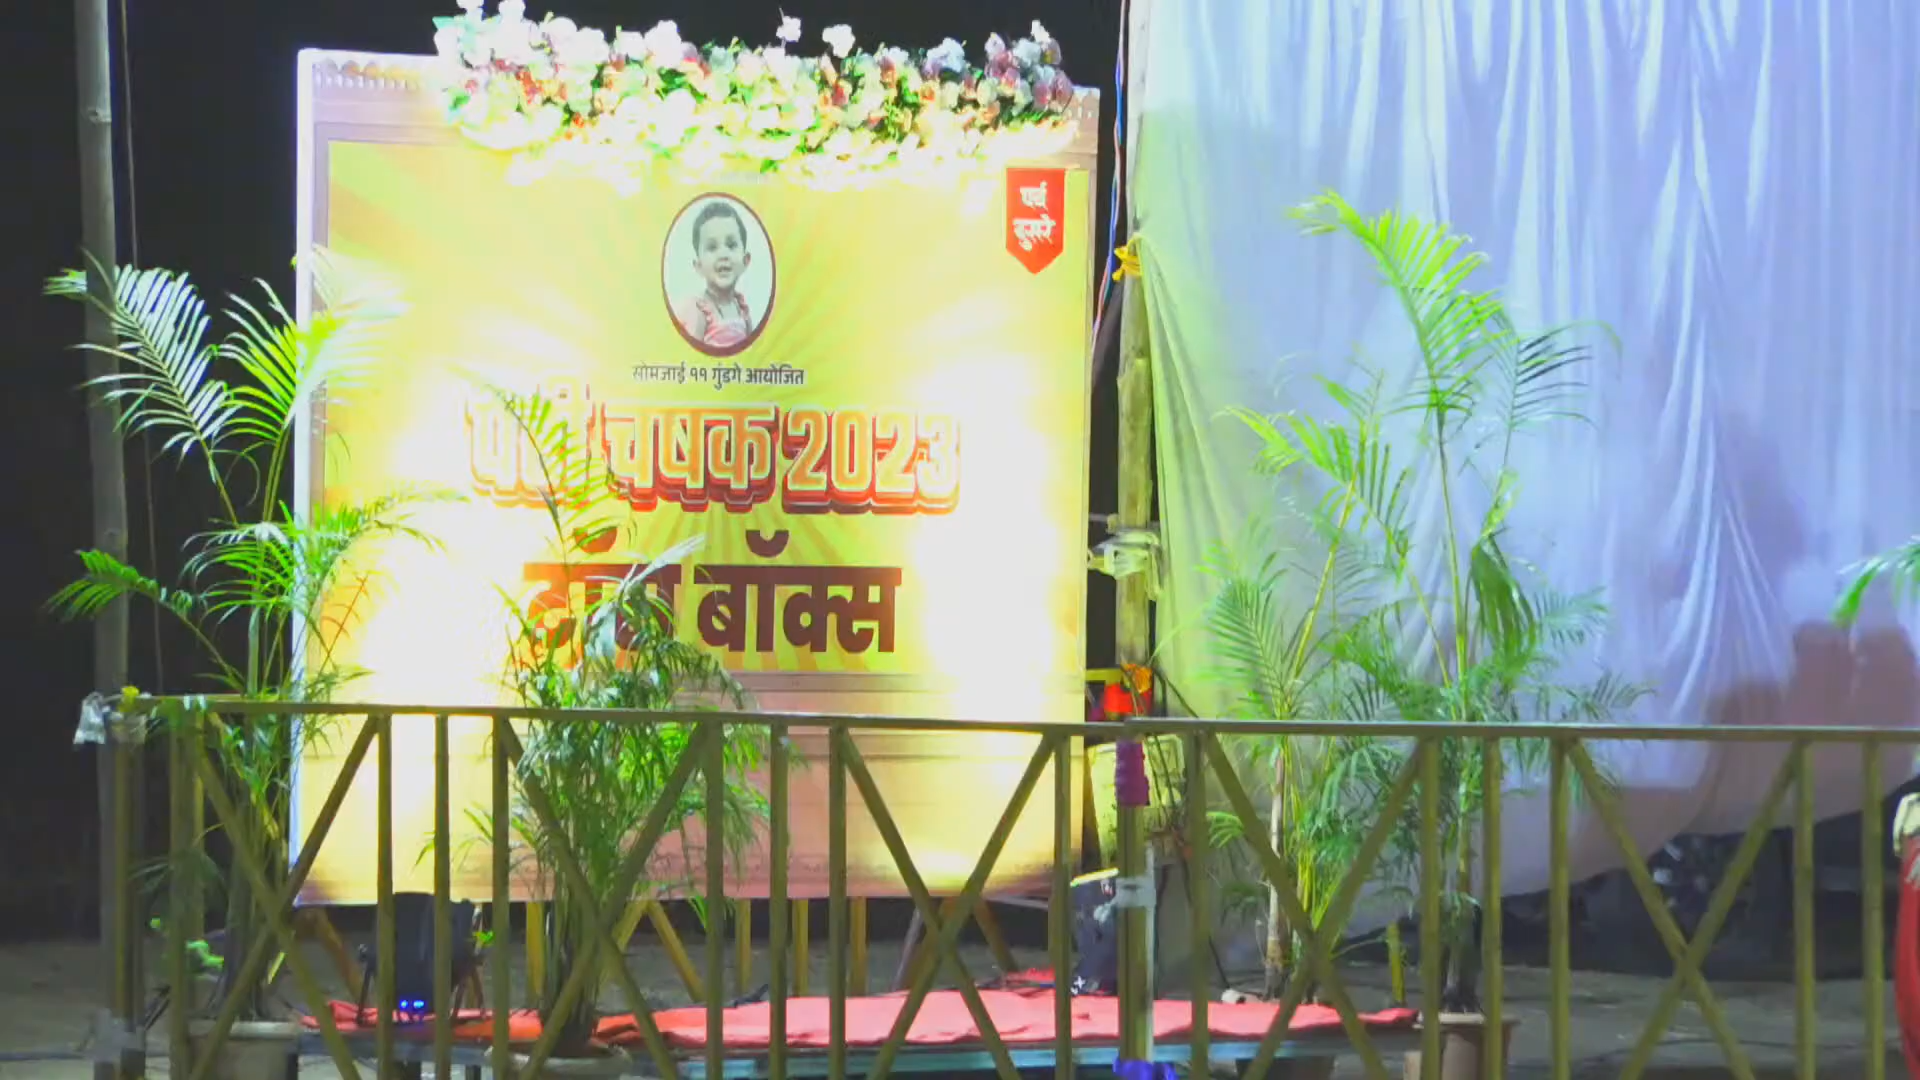 पर्व
दुसरे
सोमजाई ११ गुंडगे आयोजित
चषक 2023
बॉक्स